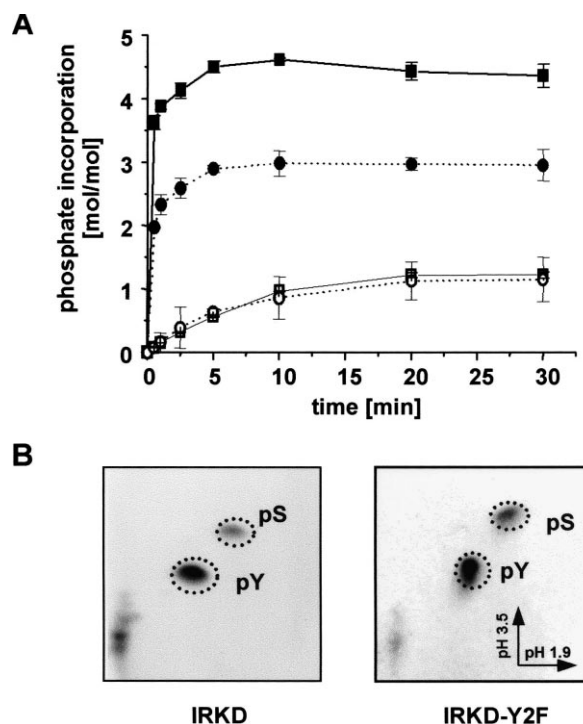 A
phosphate incorporation
[mol/mol]
5
4
3
2
1
0
0 5 10 15 20 25 30
time [min]
B
pS
pY
IRKD
pS
pY
pH 3.5
pH 1.9
IRKD-Y2F